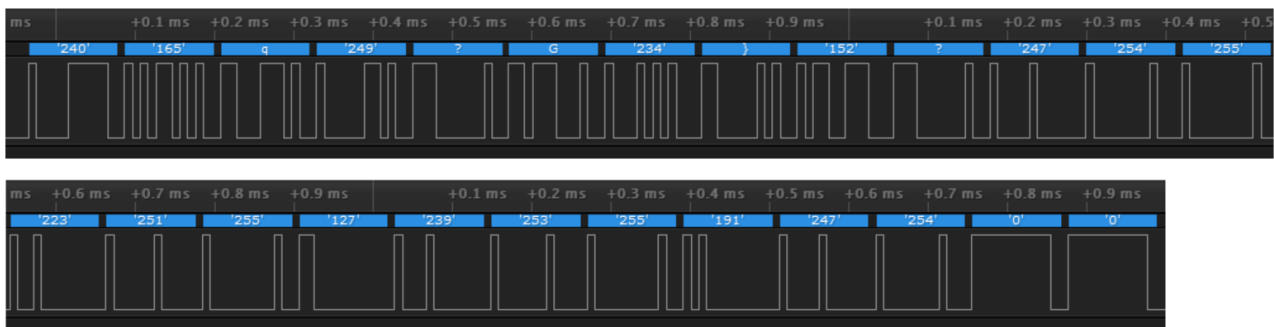 ms +0.1 ms +0.2 ms +0.3 ms +0.4 ms +0.5 ms +0.6 ms +0.7 ms +0.8 ms +0.9 ms +0.1 ms +0.2 ms +0.3 ms +0.4 ms +0.5
'240' '165' q '249' ? G '234' } '152' ? '247' '254' '255'
ms +0.6 ms +0.7 ms +0.8 ms +0.9 ms +0.1 ms +0.2 ms +0.3 ms +0.4 ms +0.5 ms +0.6 ms +0.7 ms +0.8 ms +0.9 ms
'223' '251' '255' '127' '239' '253' '255' '191' '247' '254' '0' '0'